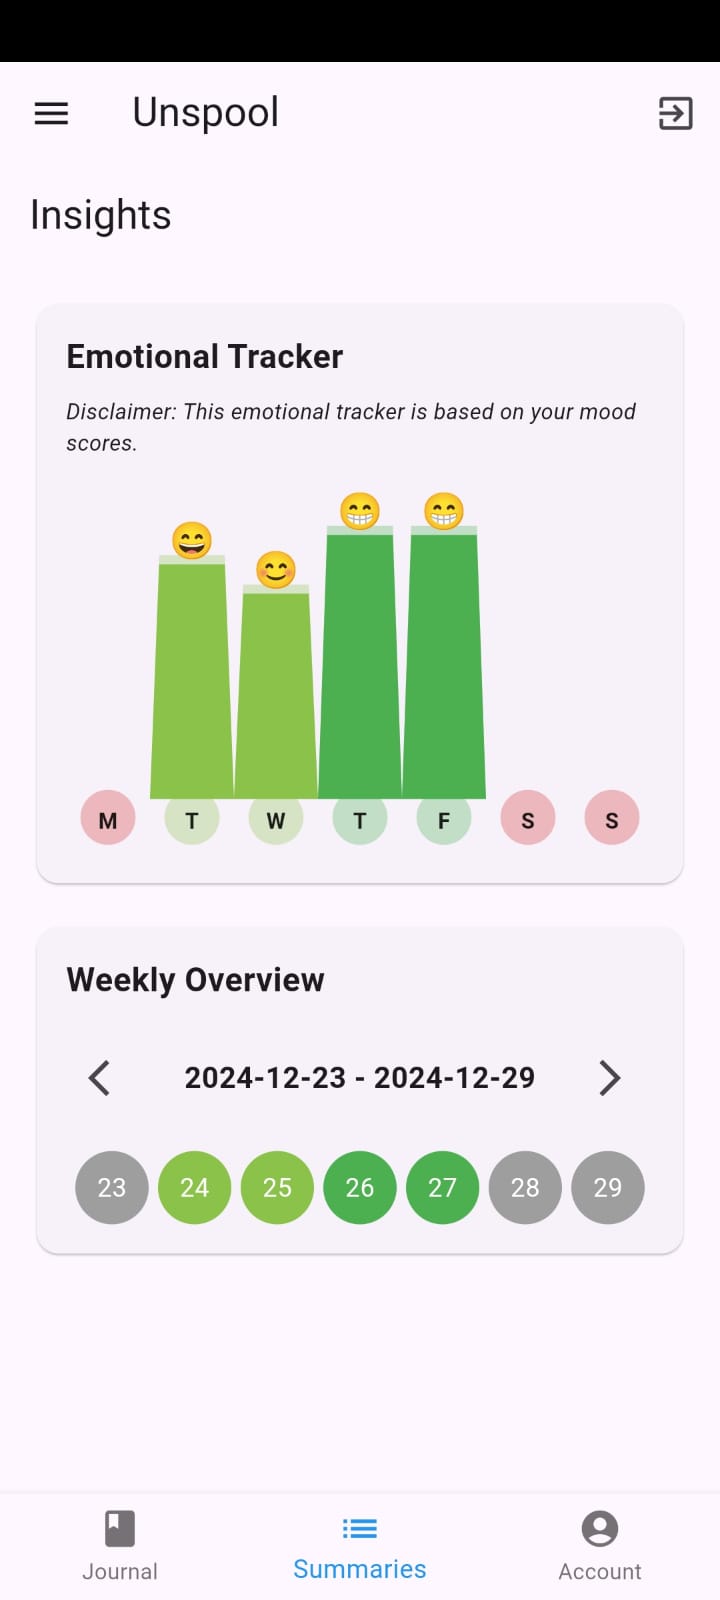 Unspool
Insights
Emotional Tracker
Disclaimer: This emotional tracker is based on your mood
scores.
M T W T F S S
Weekly Overview
2024-12-23 - 2024-12-29
23 24 25 26 27 28 29
Journal Summaries Account